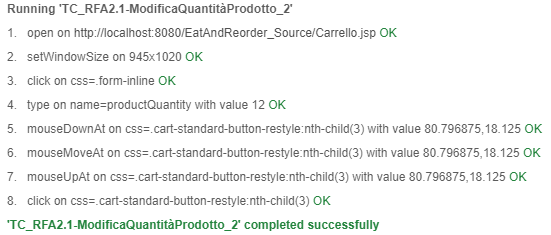 Running 'TC_RFA2.1-ModificaQuantitàProdotto_2'
1. open on http://localhost:8080/EatAndReorder_Source/Carrello.jsp OK
2. setWindowSize on 945x1020 OK
3. click on css=.form-inline OK
4. type on name=productQuantity with value 12 OK
5. mouseDownAt on css=.cart-standard-button-restyle:nth-child(3) with value 80.796875,18.125 OK
6. mouseMoveAt on css=.cart-standard-button-restyle:nth-child(3) with value 80.796875,18.125 OK
7. mouseUpAt on css=.cart-standard-button-restyle:nth-child(3) with value 80.796875,18.125 OK
8. click on css=.cart-standard-button-restyle:nth-child(3) OK
'TC_RFA2.1-ModificaQuantitàProdotto_2' completed successfully